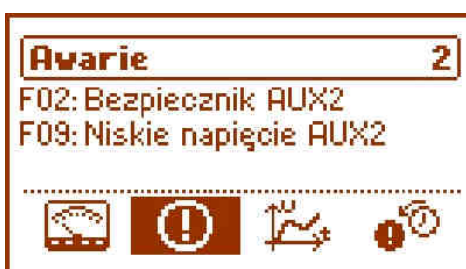 Awarie 2
F02: Bezpiecznik AUX2
F09: Niskie napięcie AUX2
U
t